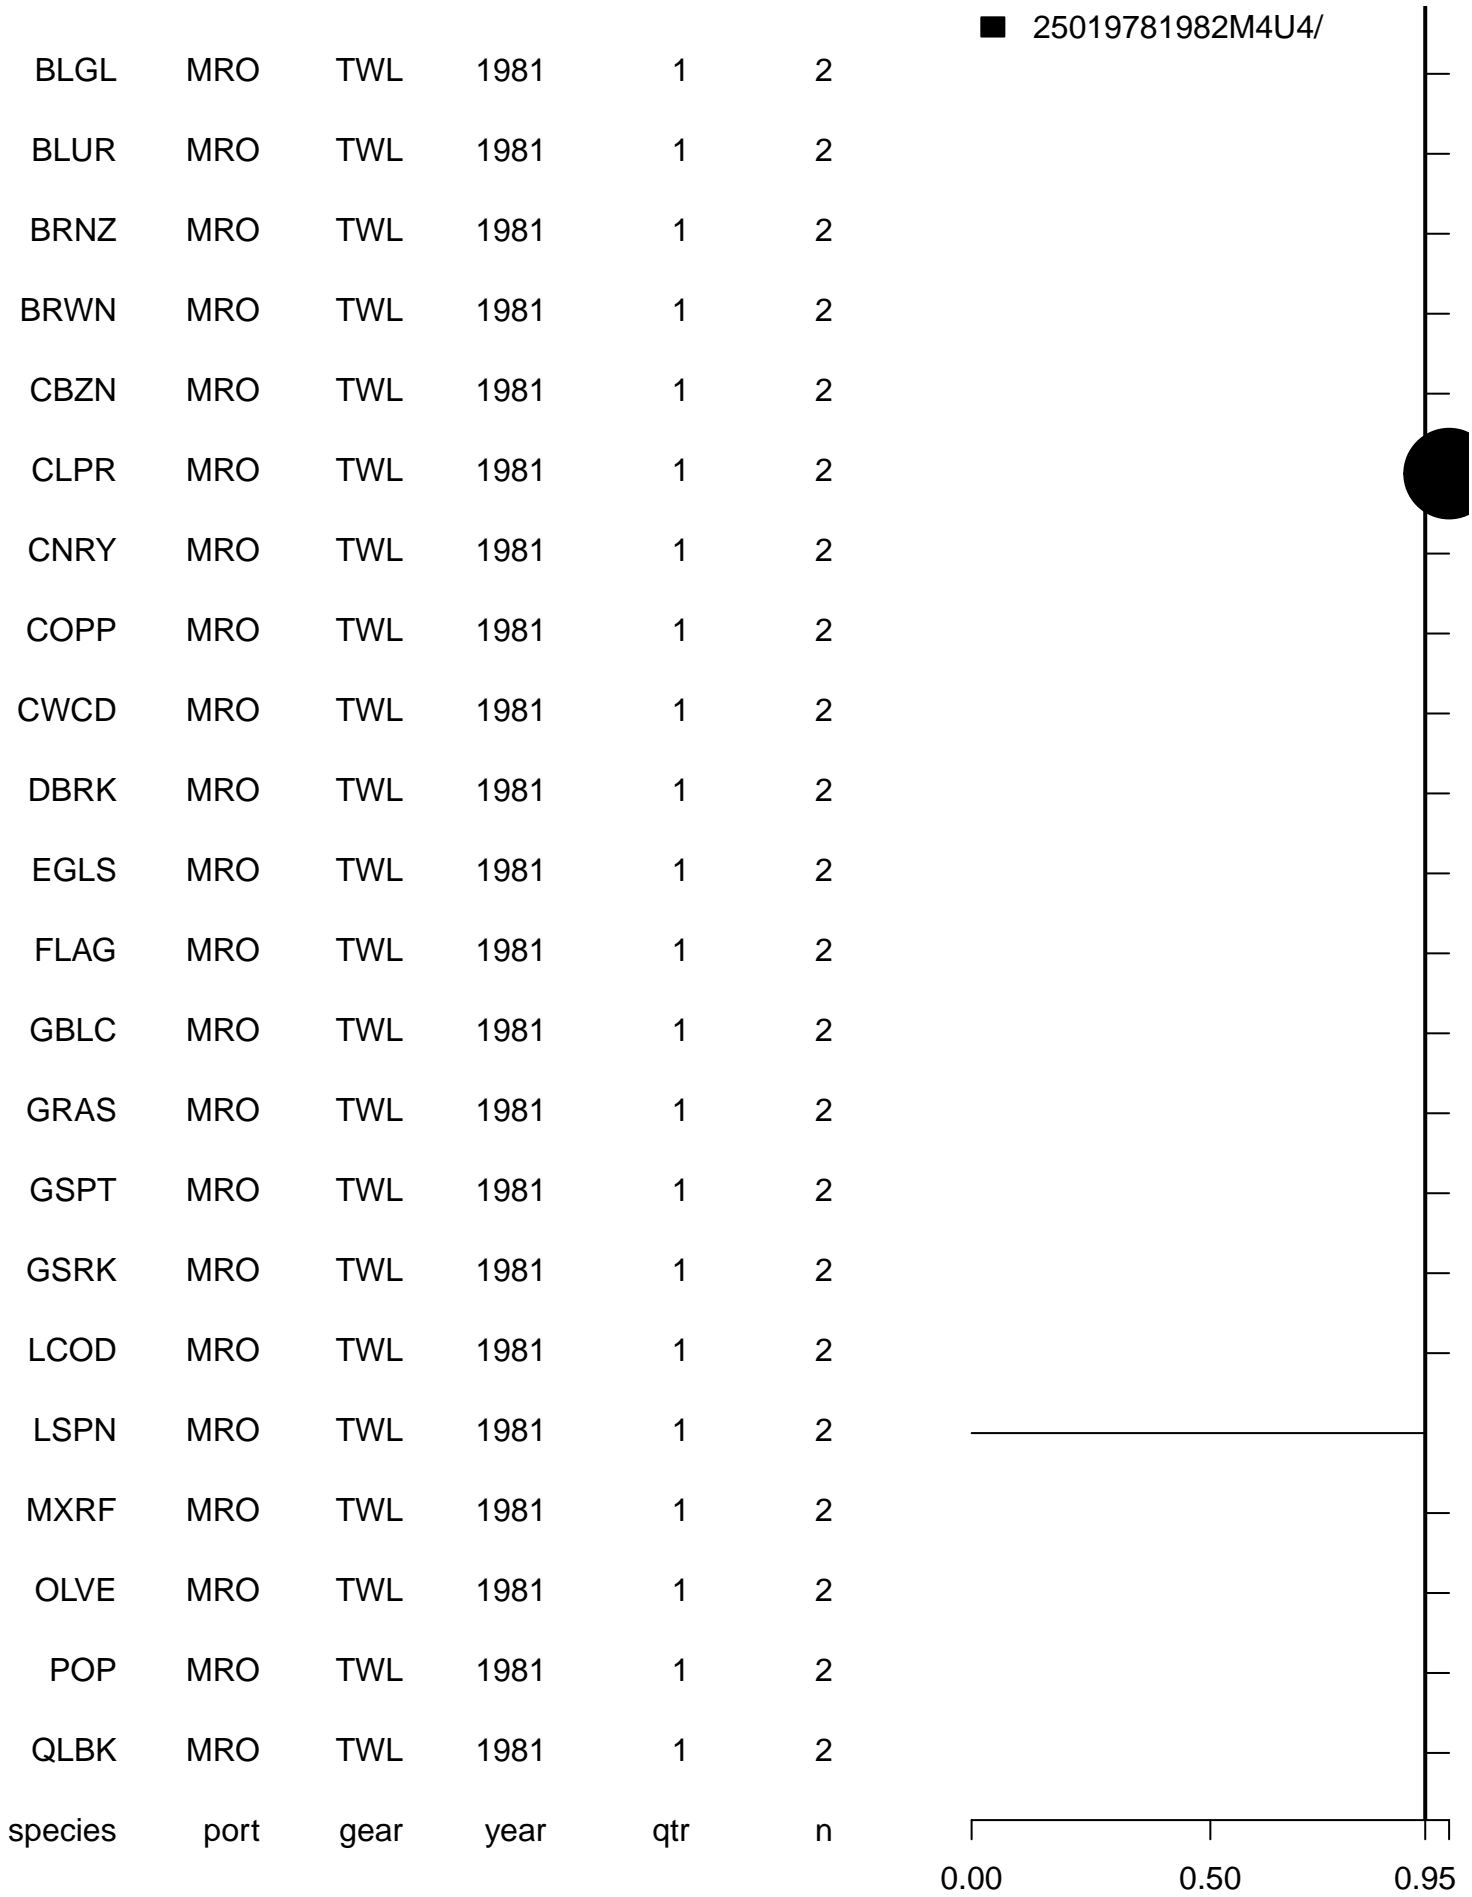 25019781982M4U4/
BLGL MRO TWL 1981 1 2
BLUR MRO TWL 1981 1 2
BRNZ MRO TWL 1981 1 2
BRWN MRO TWL 1981 1 2
CBZN MRO TWL 1981 1 2
CLPR MRO TWL 1981 1 2
CNRY MRO TWL 1981 1 2
COPP MRO TWL 1981 1 2
CWCD MRO TWL 1981 1 2
DBRK MRO TWL 1981 1 2
EGLS MRO TWL 1981 1 2
FLAG MRO TWL 1981 1 2
GBLC MRO TWL 1981 1 2
GRAS MRO TWL 1981 1 2
GSPT MRO TWL 1981 1 2
GSRK MRO TWL 1981 1 2
LCOD MRO TWL 1981 1 2
LSPN MRO TWL 1981 1 2
MXRF MRO TWL 1981 1 2
OLVE MRO TWL 1981 1 2
POP MRO TWL 1981 1 2
QLBK MRO TWL 1981 1 2
species port gear year qtr n
0.00 0.50 0.95